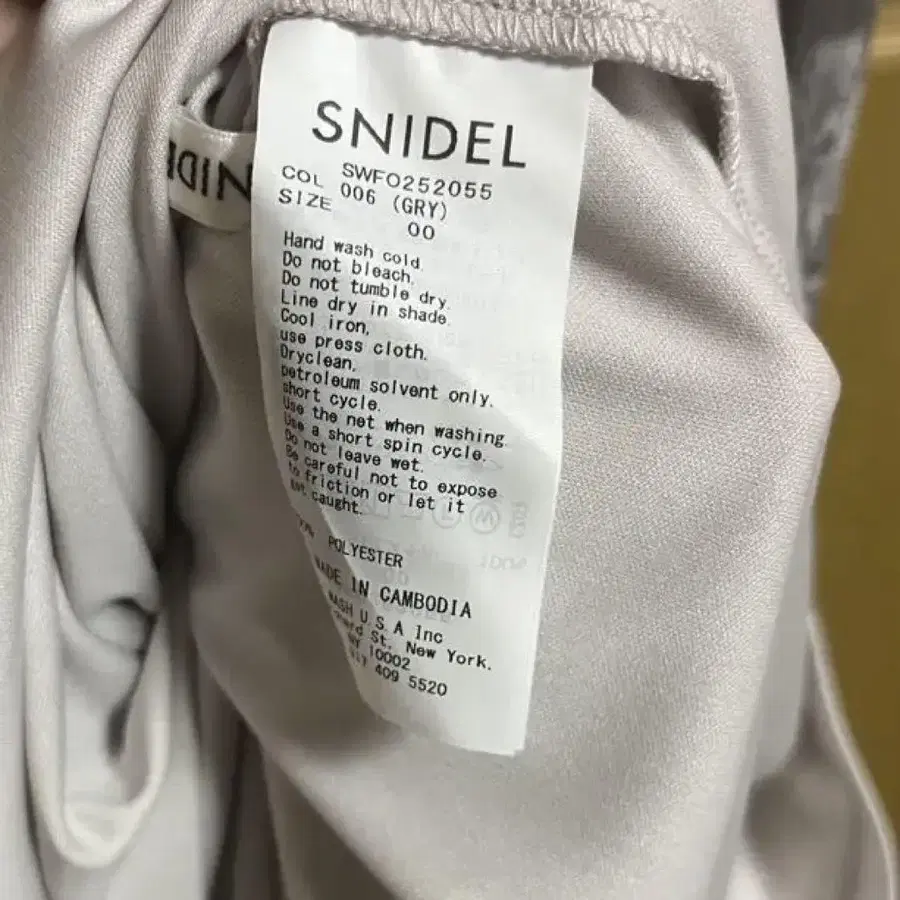 SNIDEL
SWFO252055
COL 006 (GRY)
SIZE 00
Hand wash cold.
Do not bleach.
Do not tumble dry.
Line dry in shade.
Cool iron,
use press cloth.
Dryclean,
petroleum solvent only.
short cycle.
Use the net when washing.
Use a short spin cycle.
Do not leave wet.
Be careful not to expose
to friction or let it
get caught.
POLYESTER
MADE IN CAMBODIA
MASH U.S.A Inc
St. New York.
NY 10002
409 5520